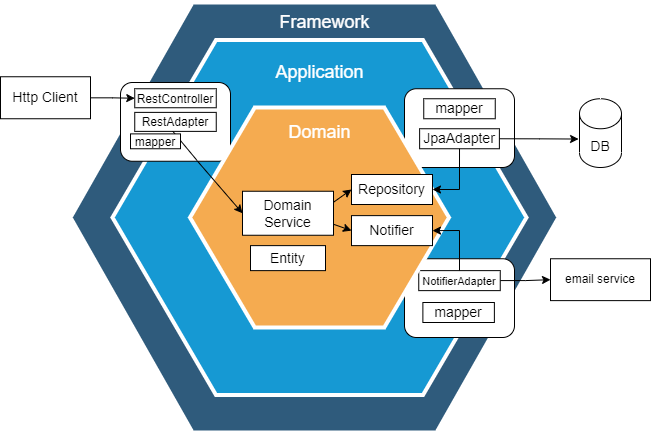 Framework
Application
Domain
Http Client
RestController
RestAdapter
mapper
mapper
JpaAdapter
DB
Repository
Domain
Service
Notifier
Entity
NotifierAdapter
mapper
email service